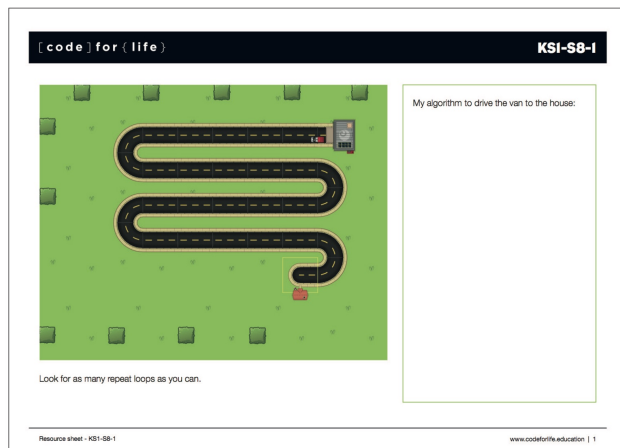 [code]for{life}
KS1-S8-1
My algorithm to drive the van to the house:
Look for as many repeat loops as you can.
Resource sheet - KS1-S8-1
www.codeforlife.education | 1